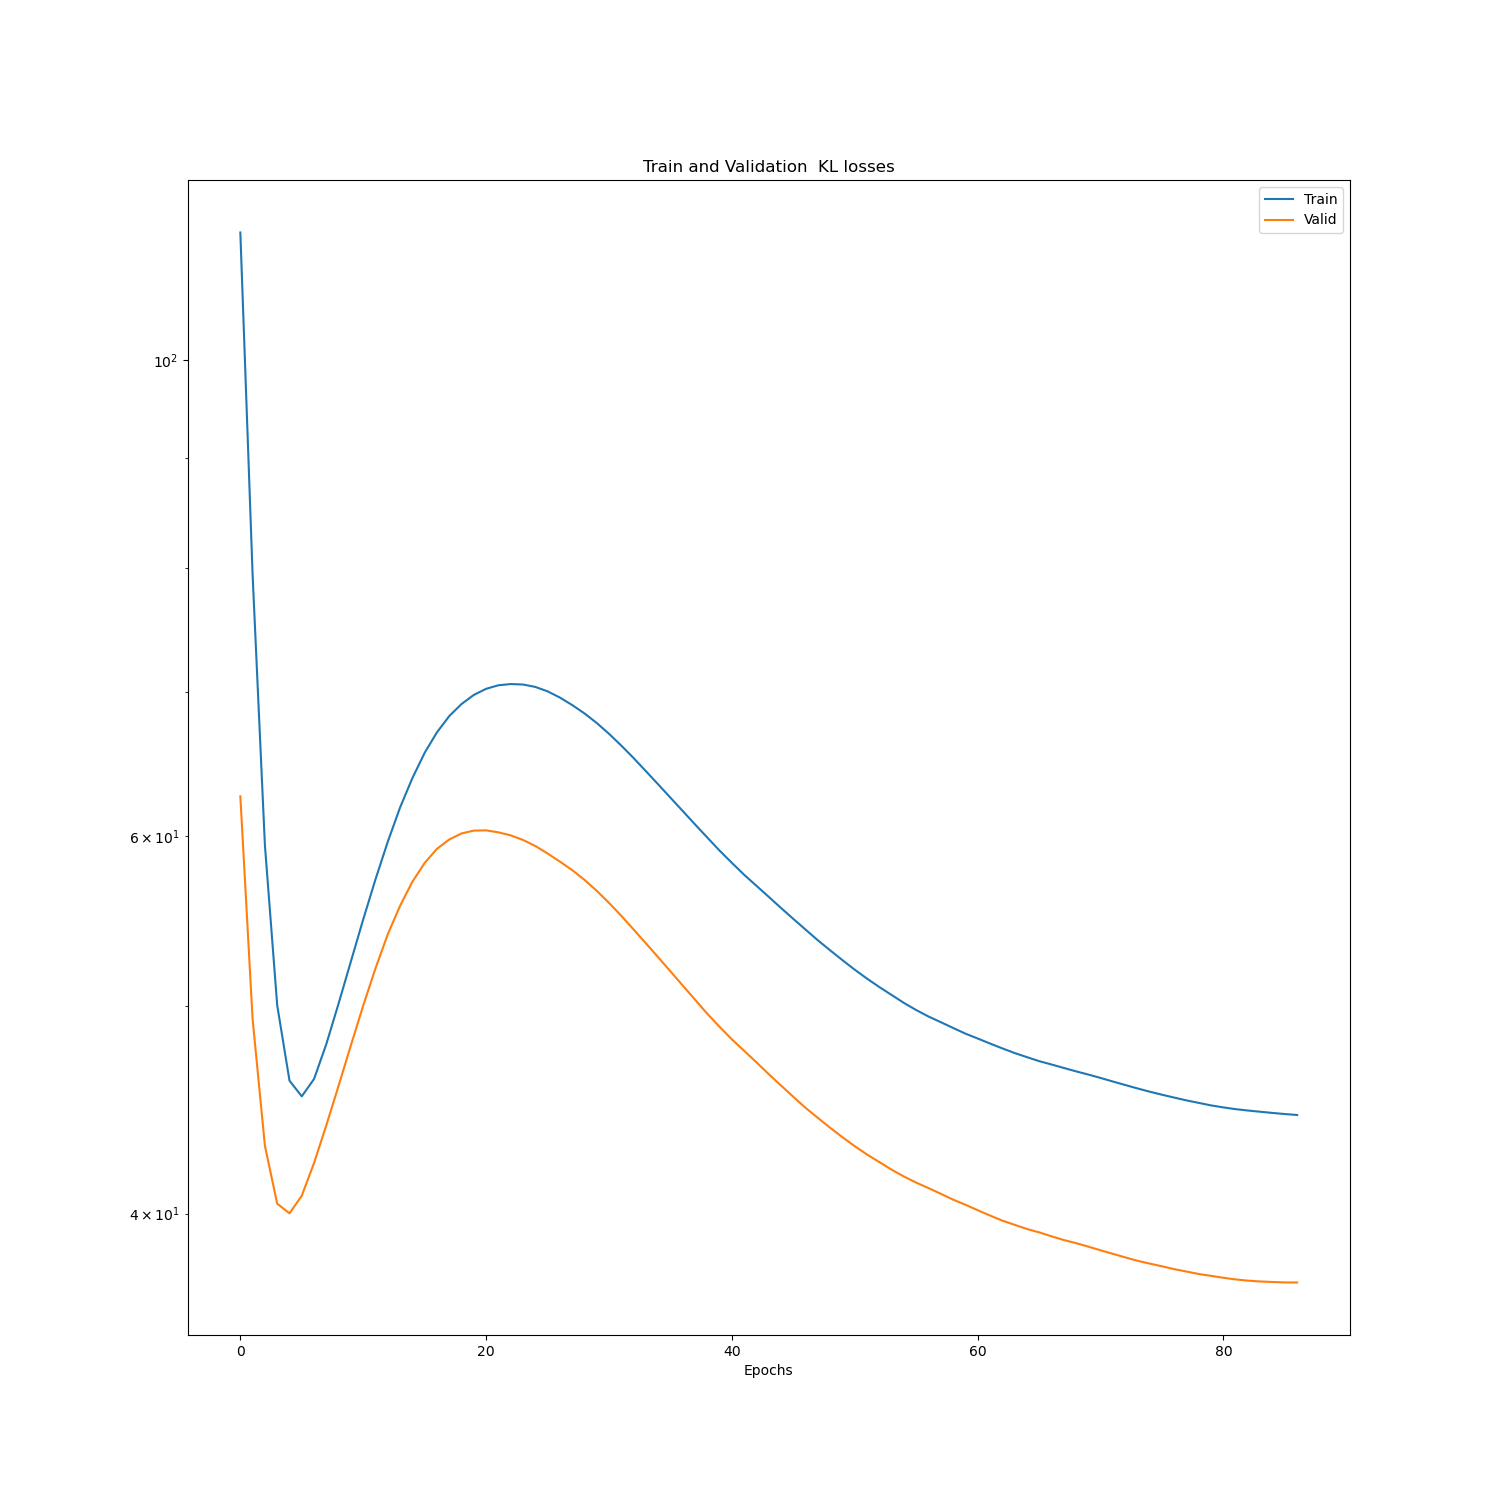 Train and Validation  KL losses
Train
Valid
10²
6 × 10¹
4 × 10¹
0 20 40 60 80
Epochs